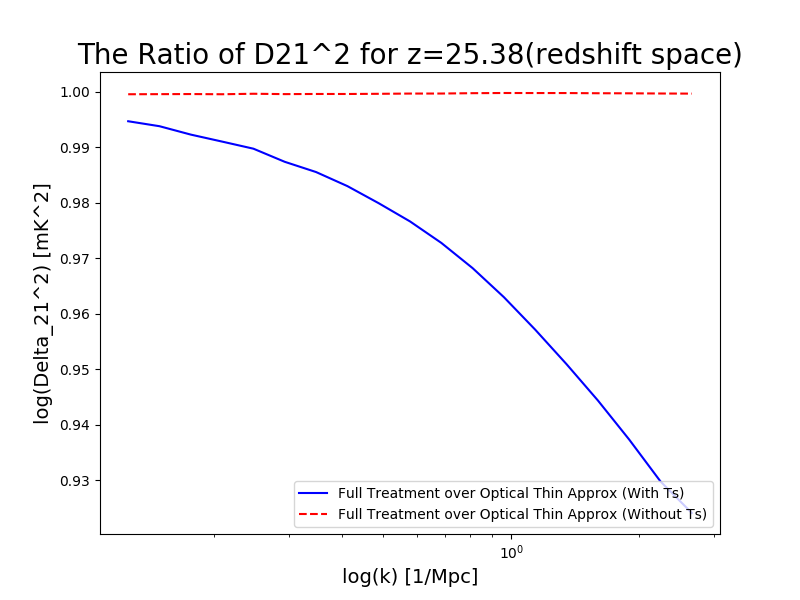 The Ratio of D21^2 for z=25.38(redshift space)
log(Delta_21^2) [mK^2]
1.00
0.99
0.98
0.97
0.96
0.95
0.94
0.93
Full Treatment over Optical Thin Approx (With Ts)
Full Treatment over Optical Thin Approx (Without Ts)
10^0
log(k) [1/Mpc]